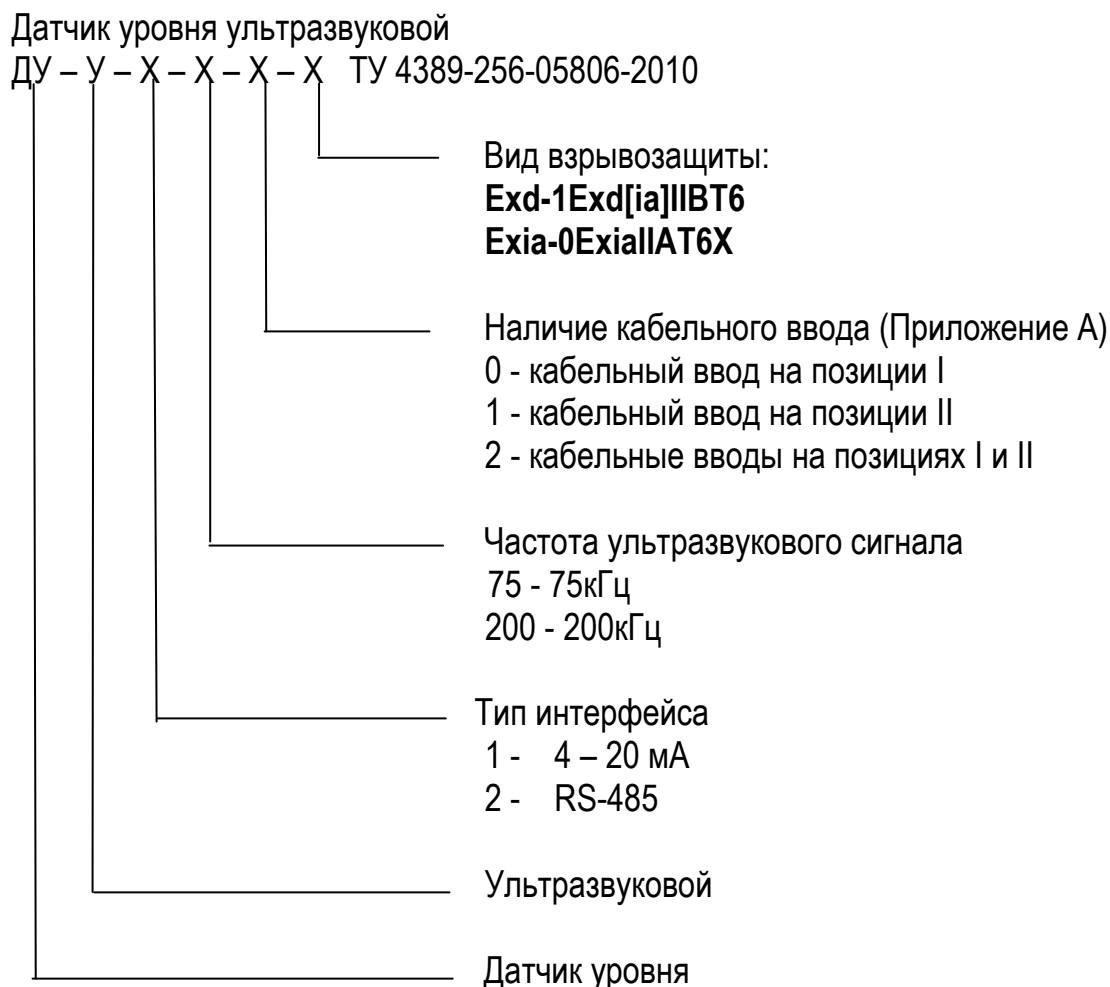 Датчик уровня ультразвуковой
ДУ – У – Х – Х – Х – Х ТУ 4389-256-05806-2010
Вид взрывозащиты:
Exd-1Exd[ia]IIBT6
Exia-0ExiaIIAT6X
Наличие кабельного ввода (Приложение А)
0 - кабельный ввод на позиции I
1 - кабельный ввод на позиции II
2 - кабельные вводы на позициях I и II
Частота ультразвукового сигнала
75 - 75кГц
200 - 200кГц
Тип интерфейса
1 - 4 – 20 мА
2 - RS-485
Ультразвуковой
Датчик уровня